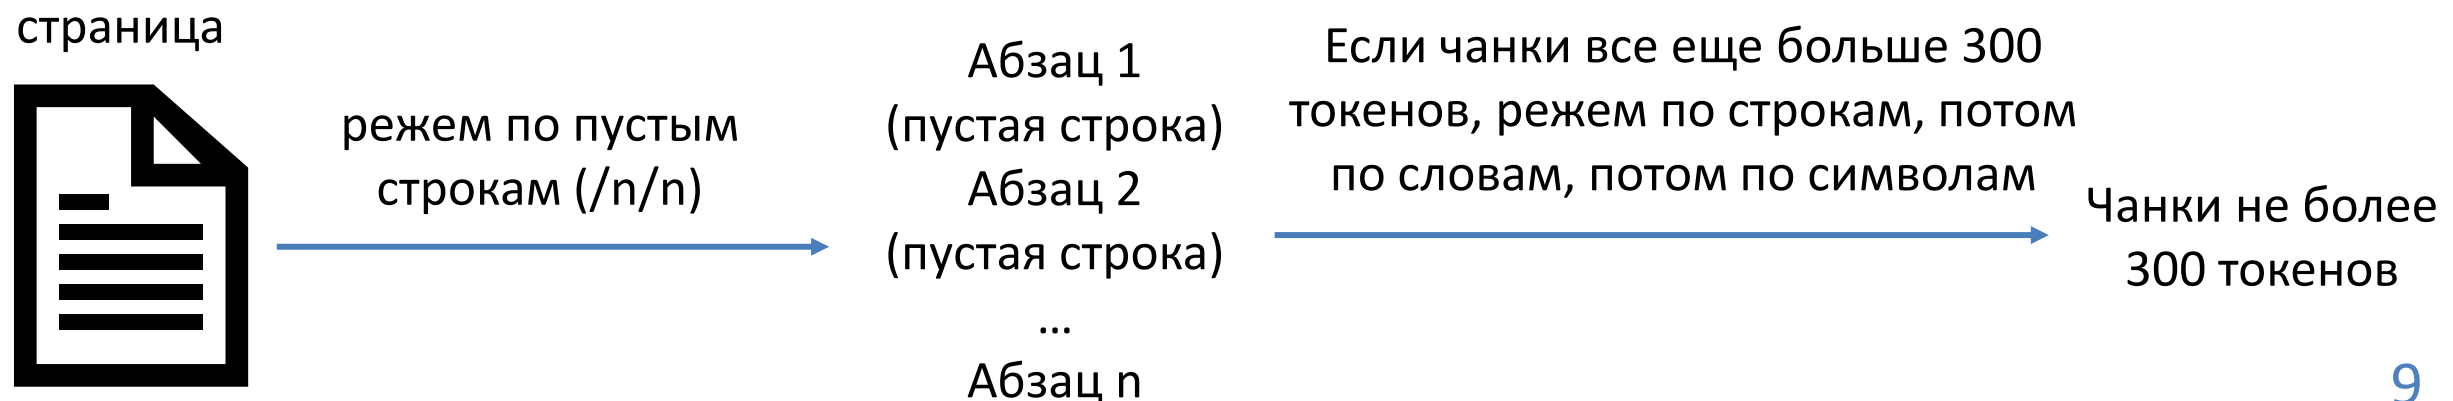 страница
режем по пустым
строкам (/n/n)
Абзац 1
(пустая строка)
Абзац 2
(пустая строка)
...
Абзац n
Если чанки все еще больше 300
токенов, режем по строкам, потом
по словам, потом по символам
Чанки не более
300 токенов
9